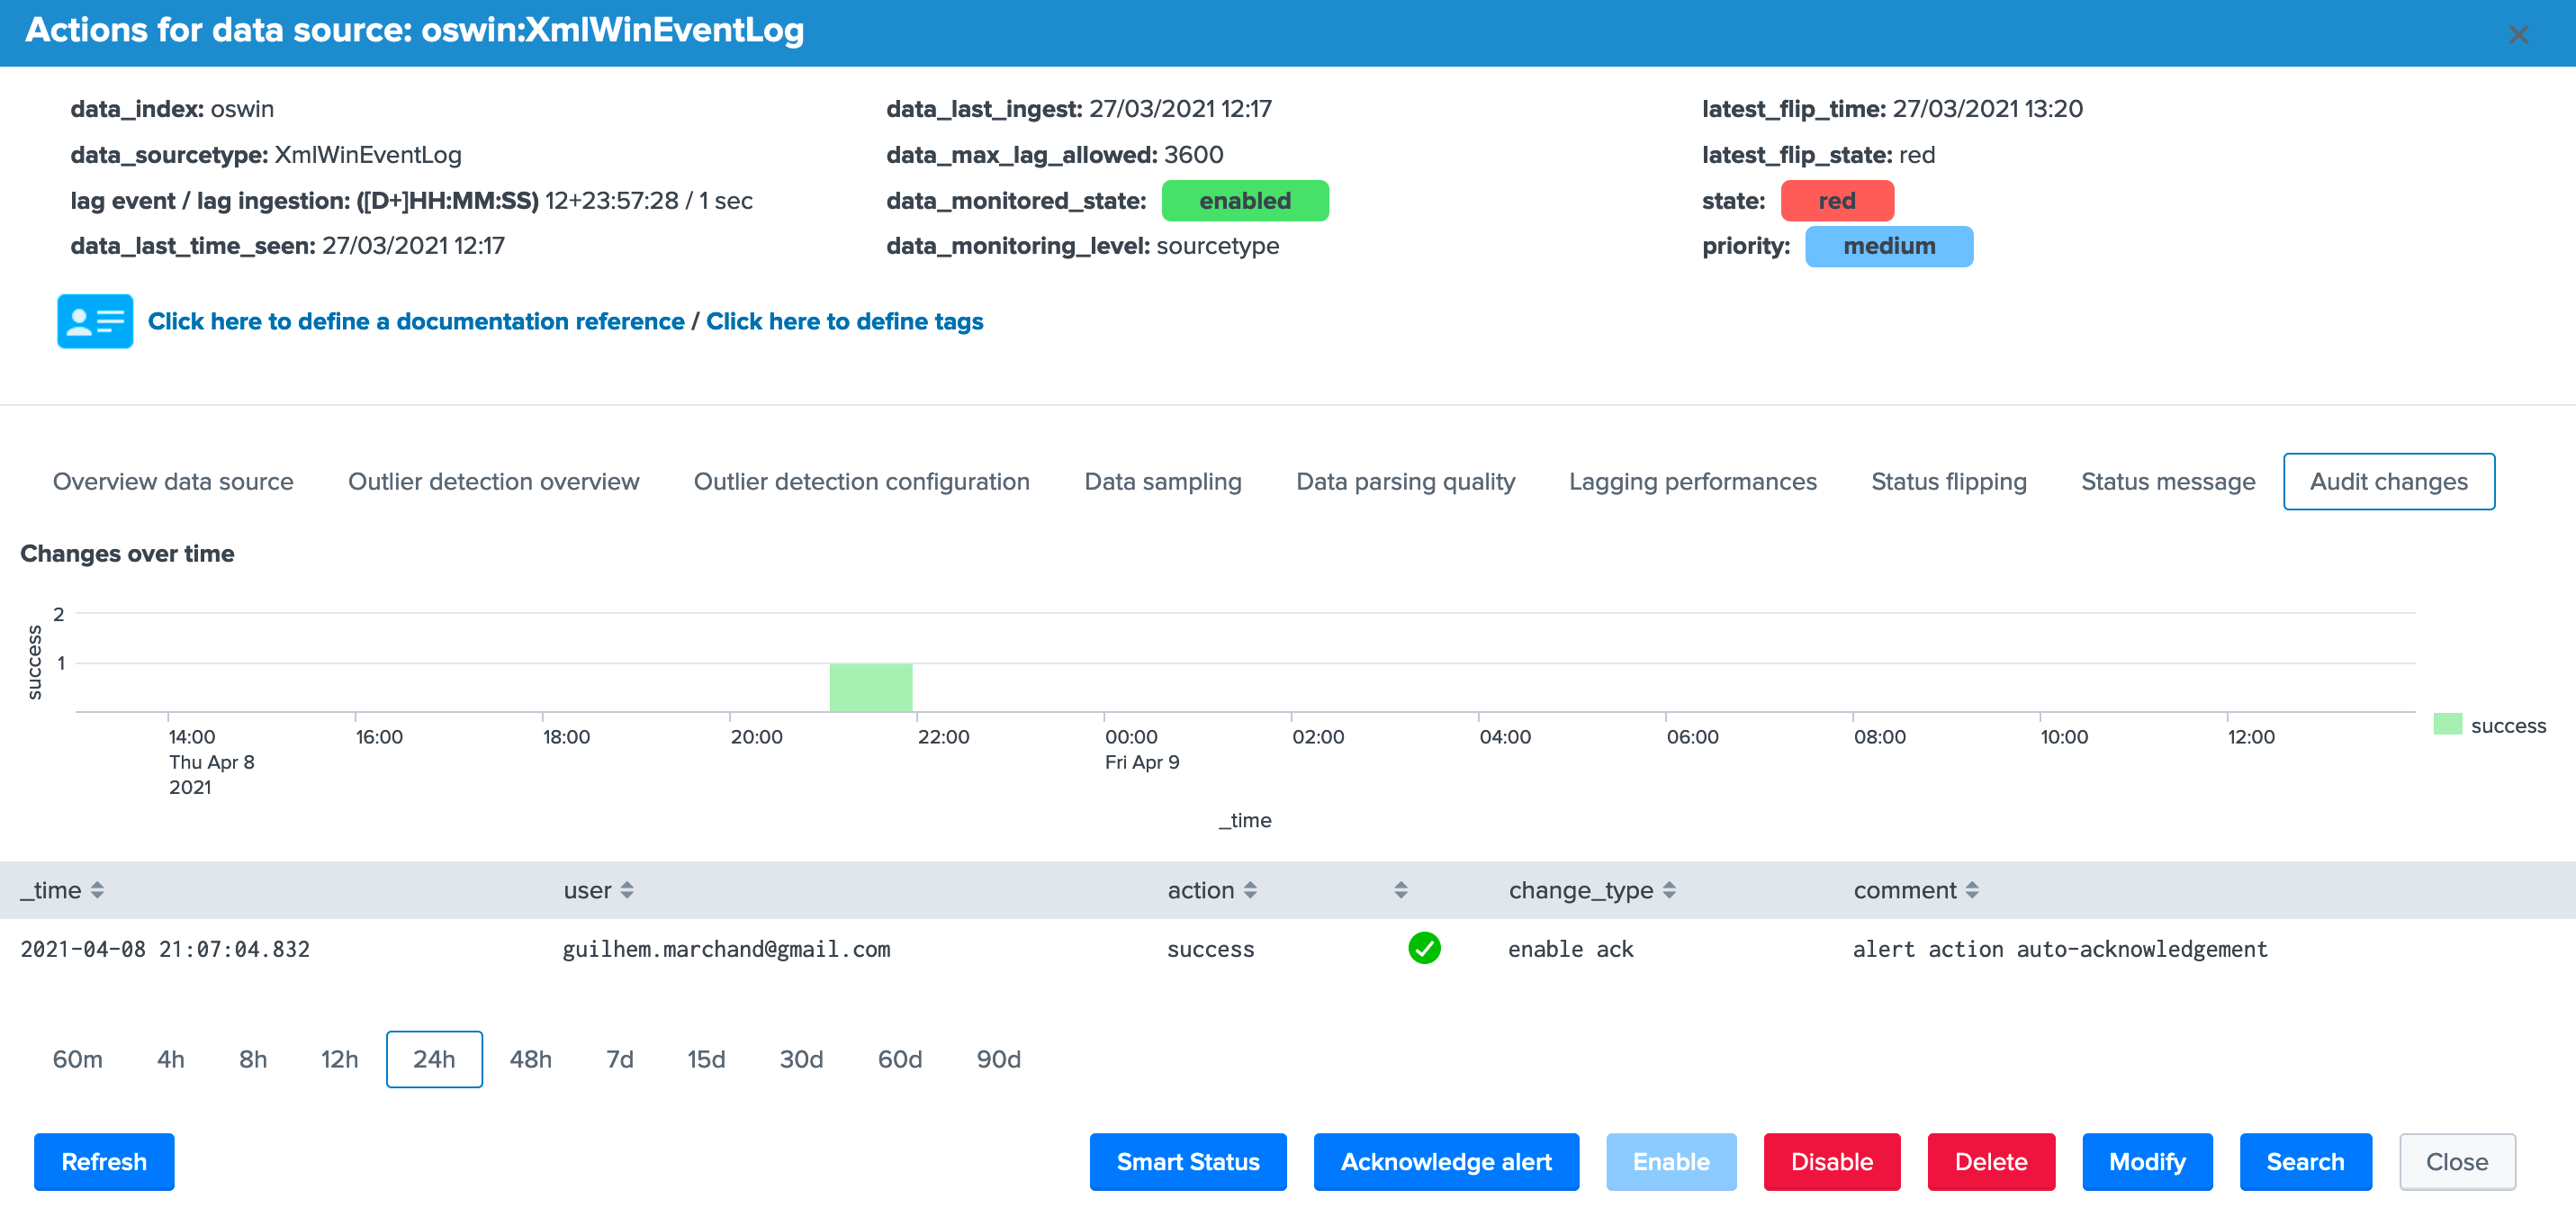 Actions for data source: oswin:XmlWinEventLog
data_index: oswin
data_last_ingest: 27/03/2021 12:17
latest_flip_time: 27/03/2021 13:20
data_sourcetype: XmlWinEventLog
data_max_lag_allowed: 3600
latest_flip_state: red
lag event / lag ingestion: ([D+]HH:MM:SS) 12+23:57:28 / 1 sec
data_monitored_state: enabled
state: red
data_last_time_seen: 27/03/2021 12:17
data_monitoring_level: sourcetype
priority: medium
Click here to define a documentation reference / Click here to define tags
Overview data source Outlier detection overview Outlier detection configuration Data sampling Data parsing quality Lagging performances Status flipping Status message Audit changes
Changes over time
2
1
success
14:00 16:00 18:00 20:00 22:00 00:00 02:00 04:00 06:00 08:00 10:00 12:00
Thu Apr 8 Fri Apr 9
2021
success
_time
_time user action change_type comment
2021-04-08 21:07:04.832 guilhem.marchand@gmail.com success enable ack alert action auto-acknowledgement
60m 4h 8h 12h 24h 48h 7d 15d 30d 60d 90d
Refresh Smart Status Acknowledge alert Enable Disable Delete Modify Search Close